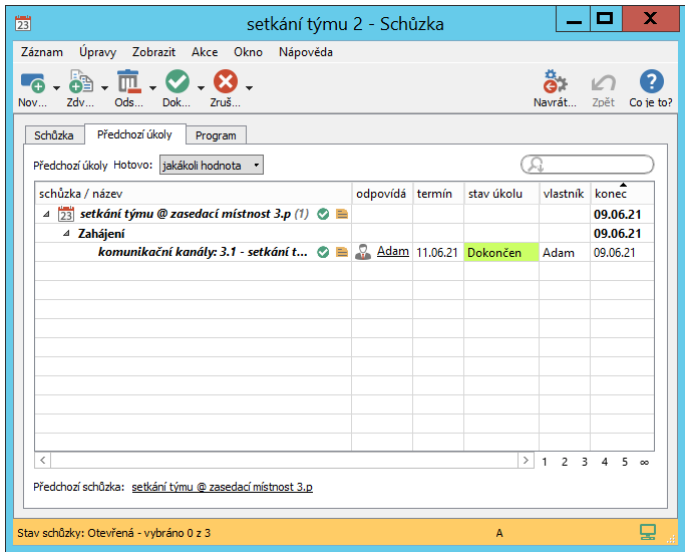 23 setkání týmu 2 - Schůzka
Záznam Úpravy Zobrazit Akce Okno Nápověda
Nov... Zdv... Ods... Dok... Zruš... Navrát... Zpět Co je to?
Schůzka Předchozí úkoly Program
Předchozí úkoly Hotovo: jakákoli hodnota
schůzka / název odpovídá termín stav úkolu vlastník konec
23 setkání týmu @ zasedací místnost 3.p (1) 09.06.21
Zahájení 09.06.21
komunikační kanály: 3.1 - setkání t... Adam 11.06.21 Dokončen Adam 09.06.21
1 2 3 4 5 ∞
Předchozí schůzka: setkání týmu @ zasedací místnost 3.p
Stav schůzky: Otevřená - vybráno 0 z 3 A